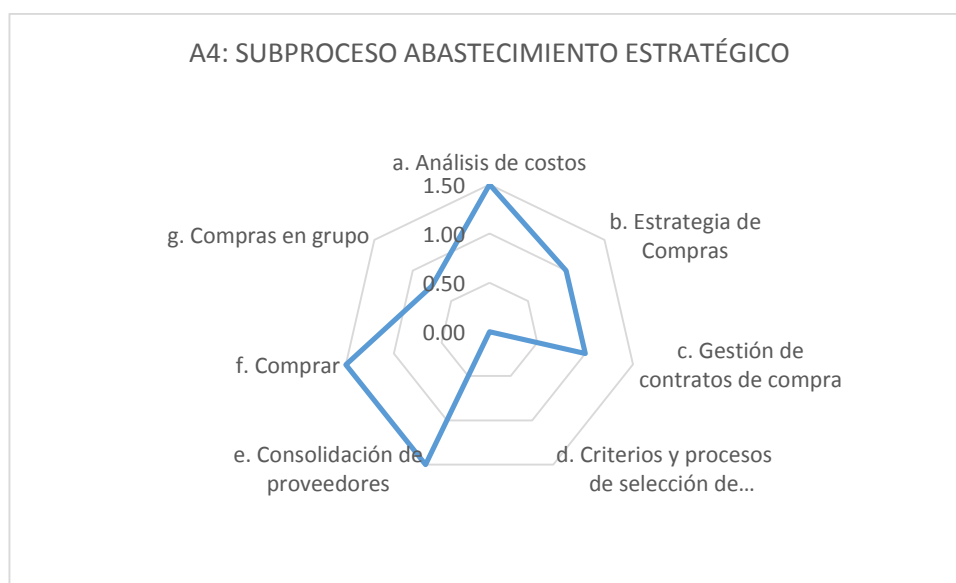 A4: SUBPROCESO ABASTECIMIENTO ESTRATÉGICO
a. Análisis de costos
1.50
b. Estrategia de
Compras
g. Compras en grupo
1.00
0.50
0.00
c. Gestión de
contratos de compra
f. Comprar
e. Consolidación de
proveedores
d. Criterios y procesos
de selección de…